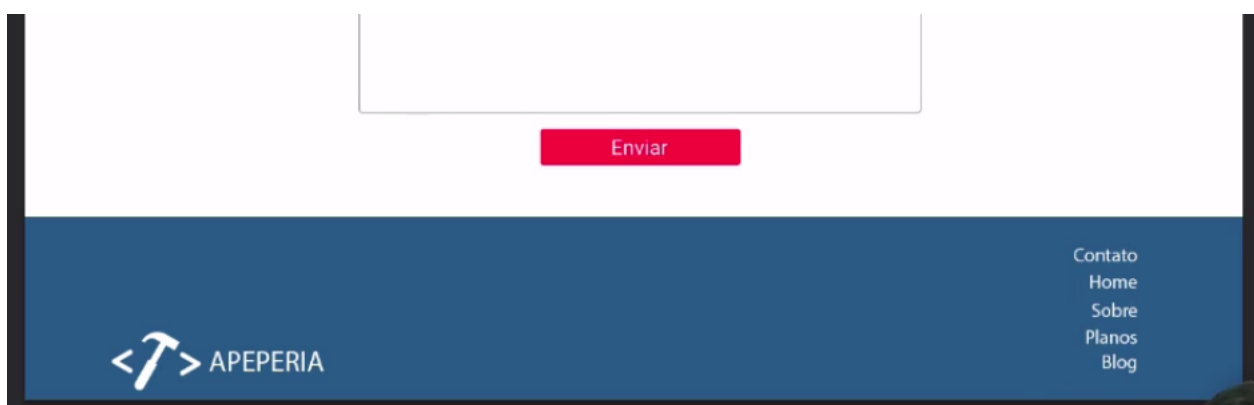 Enviar
Contato
Home
Sobre
Planos
Blog
<> APEPERIA